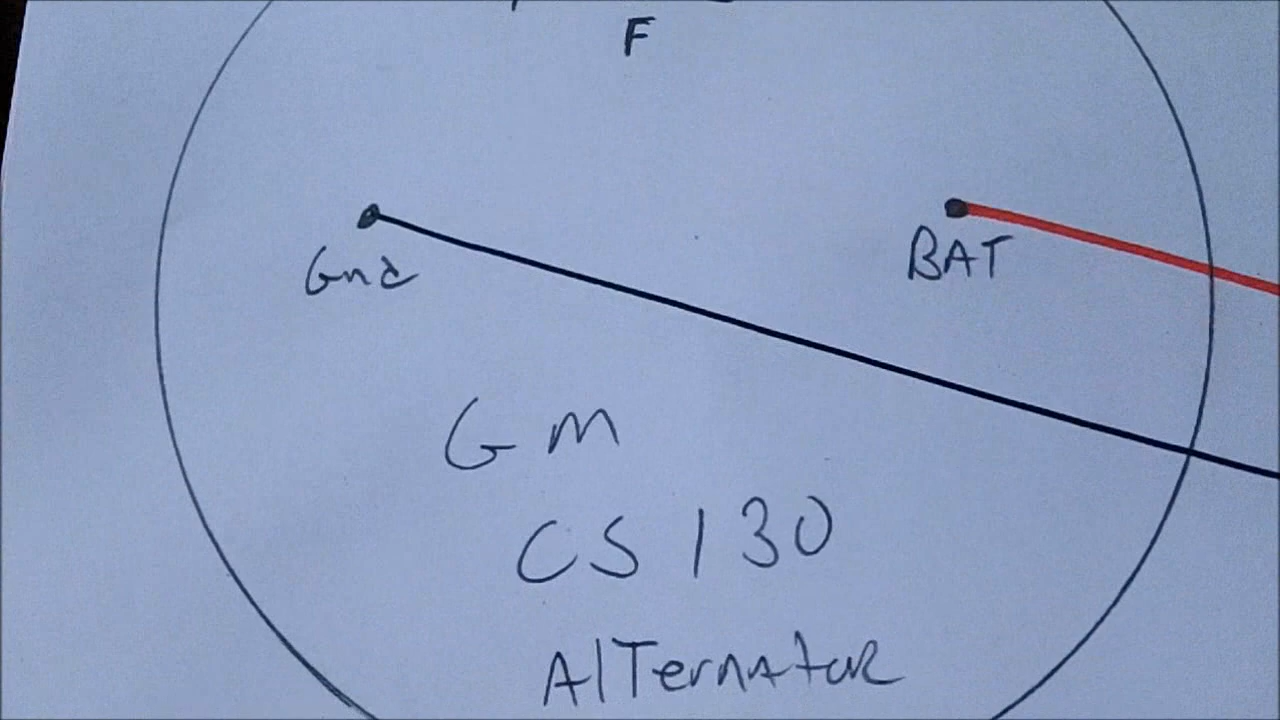 F
Gnd
BAT
GM
CS 130
AlTernAtor